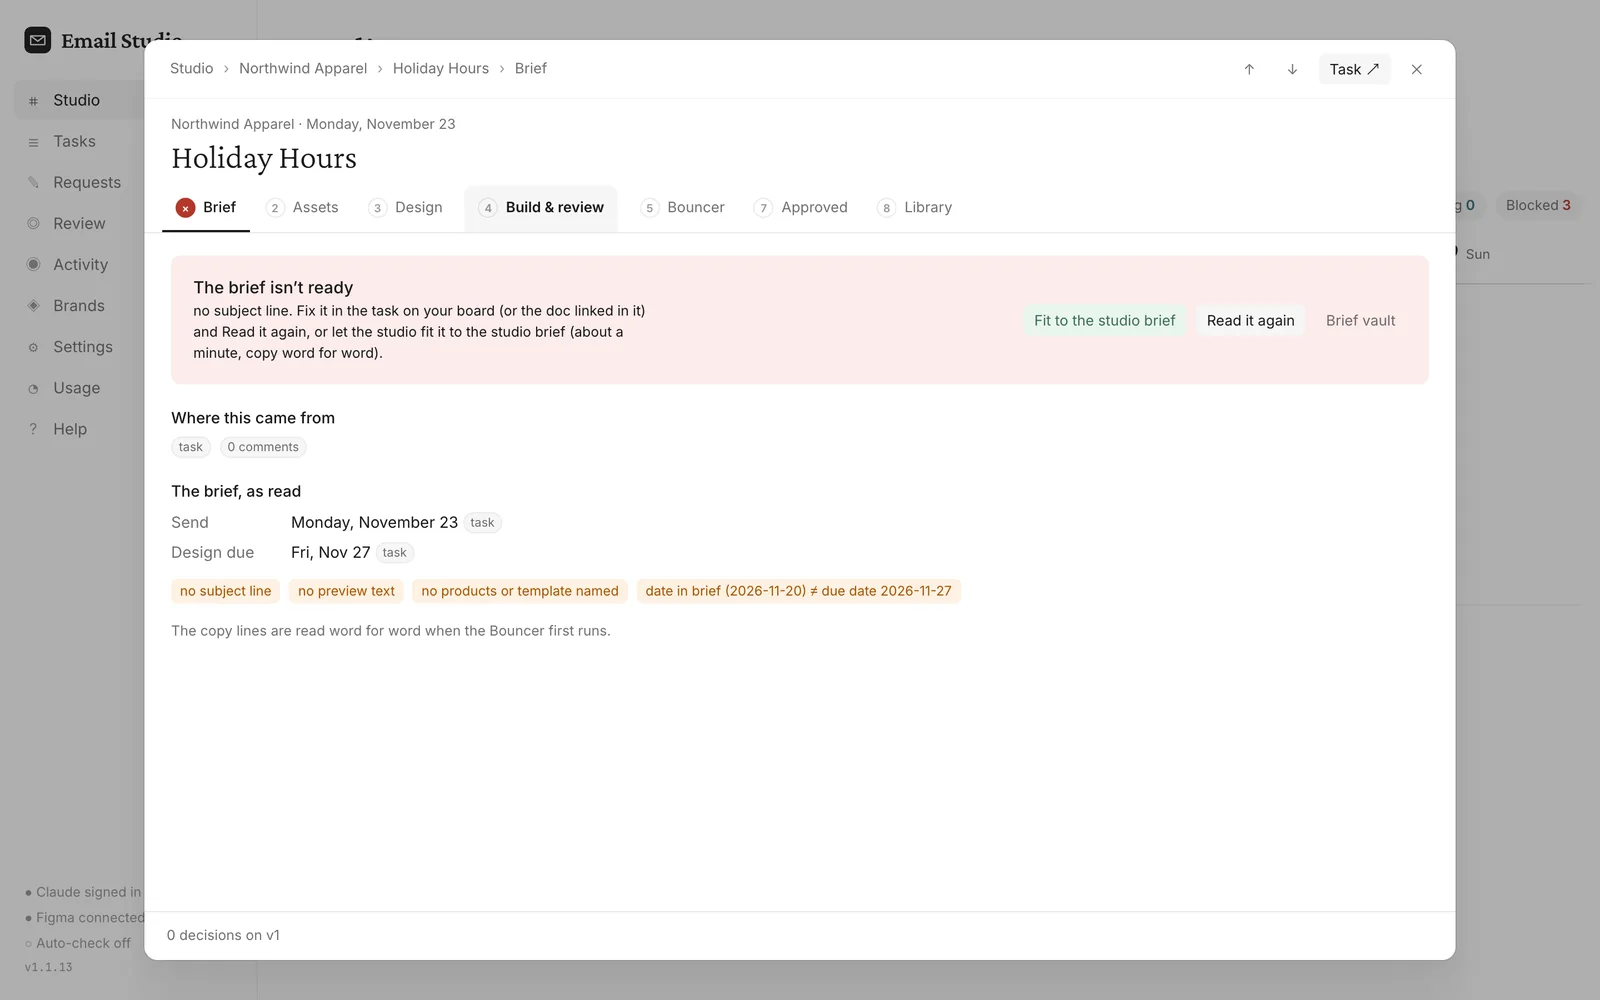 Email Studio
Studio
Tasks
Requests
Review
Activity
Brands
Settings
Usage
? Help
Claude signed in
Figma connected
Auto-check off
v1.1.13
Studio › Northwind Apparel › Holiday Hours › Brief
↑ ↓ Task ↗ ×
Northwind Apparel · Monday, November 23
Holiday Hours
× Brief
2 Assets
3 Design
4 Build & review
5 Bouncer
7 Approved
8 Library
The brief isn’t ready
no subject line. Fix it in the task on your board (or the doc linked in it)
and Read it again, or let the studio fit it to the studio brief (about a
minute, copy word for word).
Fit to the studio brief
Read it again
Brief vault
Where this came from
task 0 comments
The brief, as read
Send Monday, November 23 task
Design due Fri, Nov 27 task
no subject line no preview text no products or template named date in brief (2026-11-20) ≠ due date 2026-11-27
The copy lines are read word for word when the Bouncer first runs.
0 decisions on v1
g 0
Blocked 3
Sun